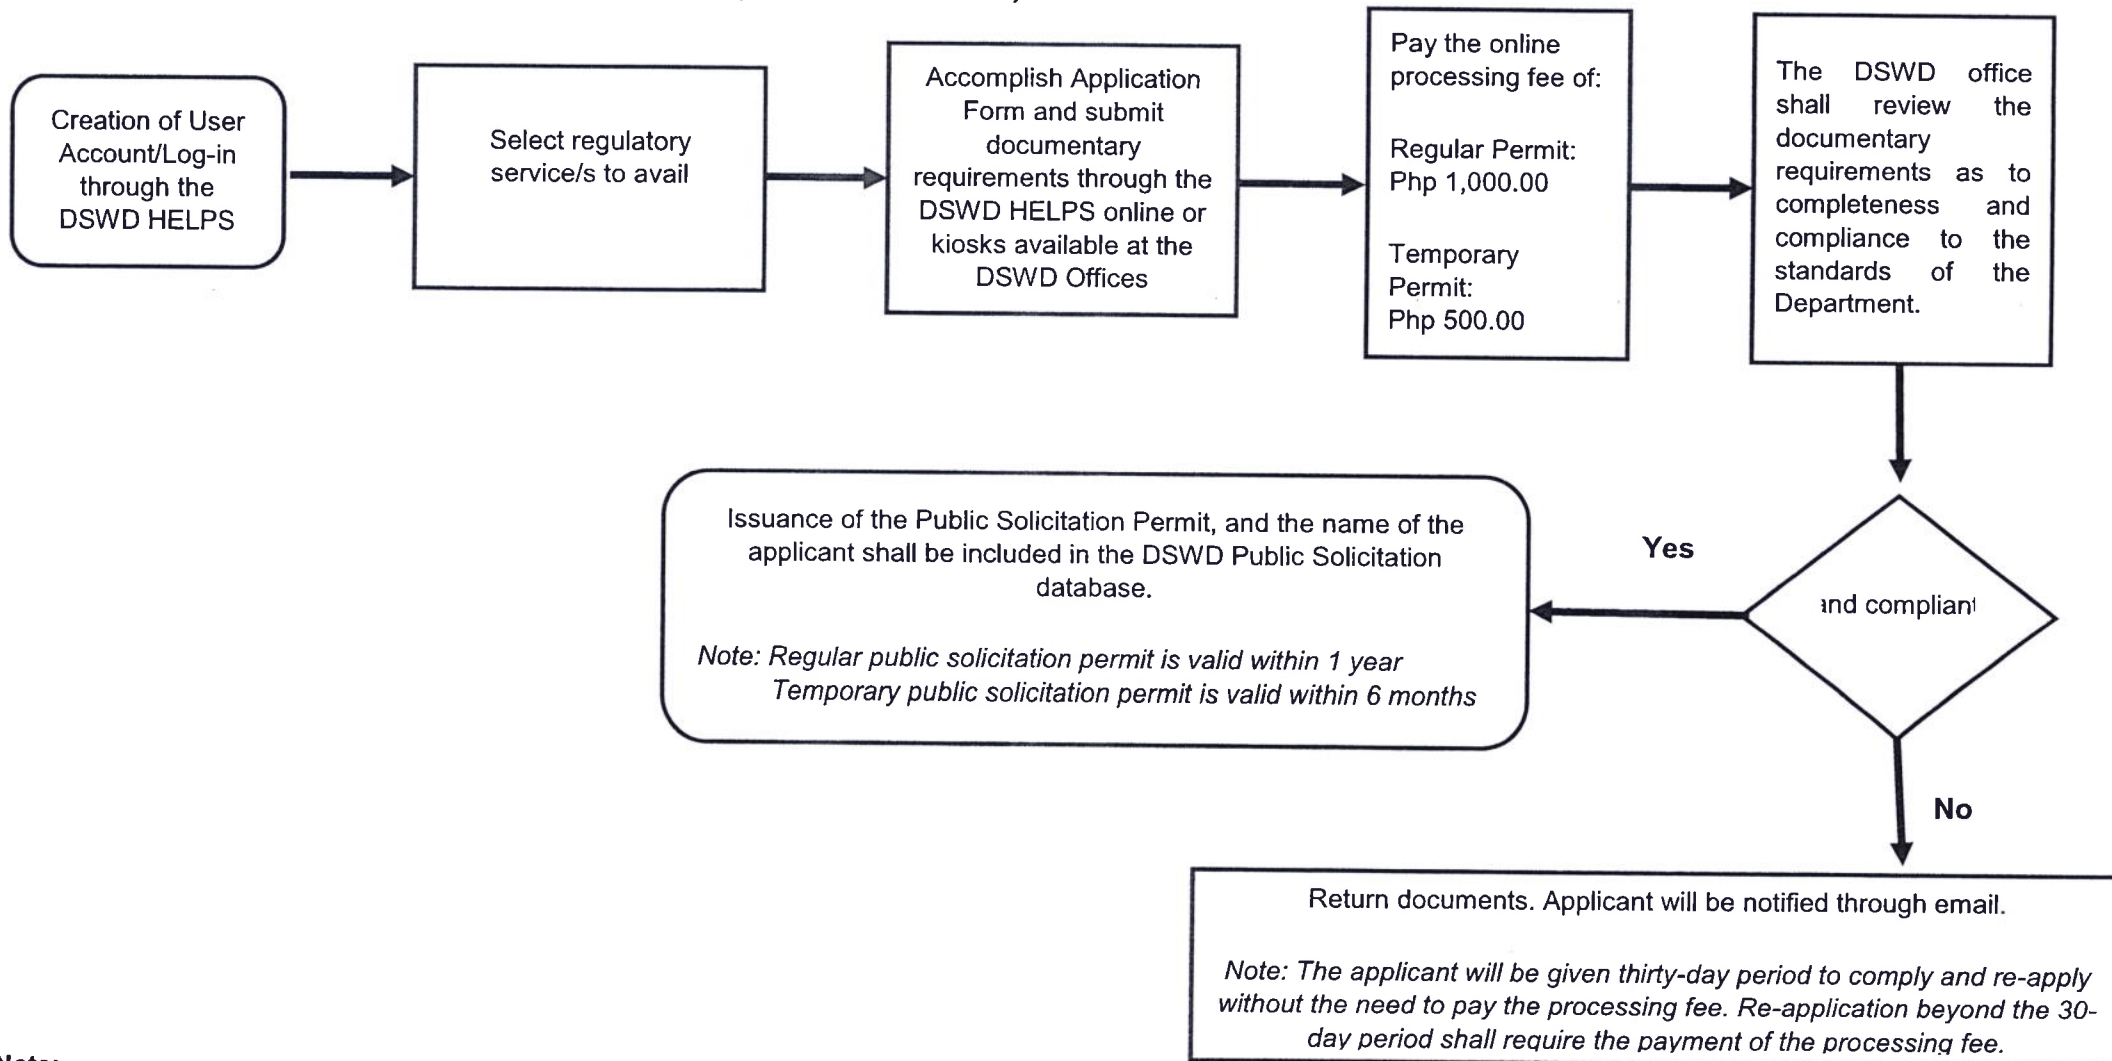 Creation of User
Account/Log-in
through the
DSWD HELPS
Select regulatory
service/s to avail
Accomplish Application
Form and submit
documentary
requirements through the
DSWD HELPS online or
kiosks available at the
DSWD Offices
Pay the online
processing fee of:
Regular Permit:
Php 1,000.00
Temporary
Permit:
Php 500.00
The DSWD office
shall review the
documentary
requirements as to
completeness and
compliance to the
standards of the
Department.
and compliant
Yes
Issuance of the Public Solicitation Permit, and the name of the
applicant shall be included in the DSWD Public Solicitation
database.
Note: Regular public solicitation permit is valid within 1 year
Temporary public solicitation permit is valid within 6 months
No
Return documents. Applicant will be notified through email.
Note: The applicant will be given thirty-day period to comply and re-apply
without the need to pay the processing fee. Re-application beyond the 30-
day period shall require the payment of the processing fee.